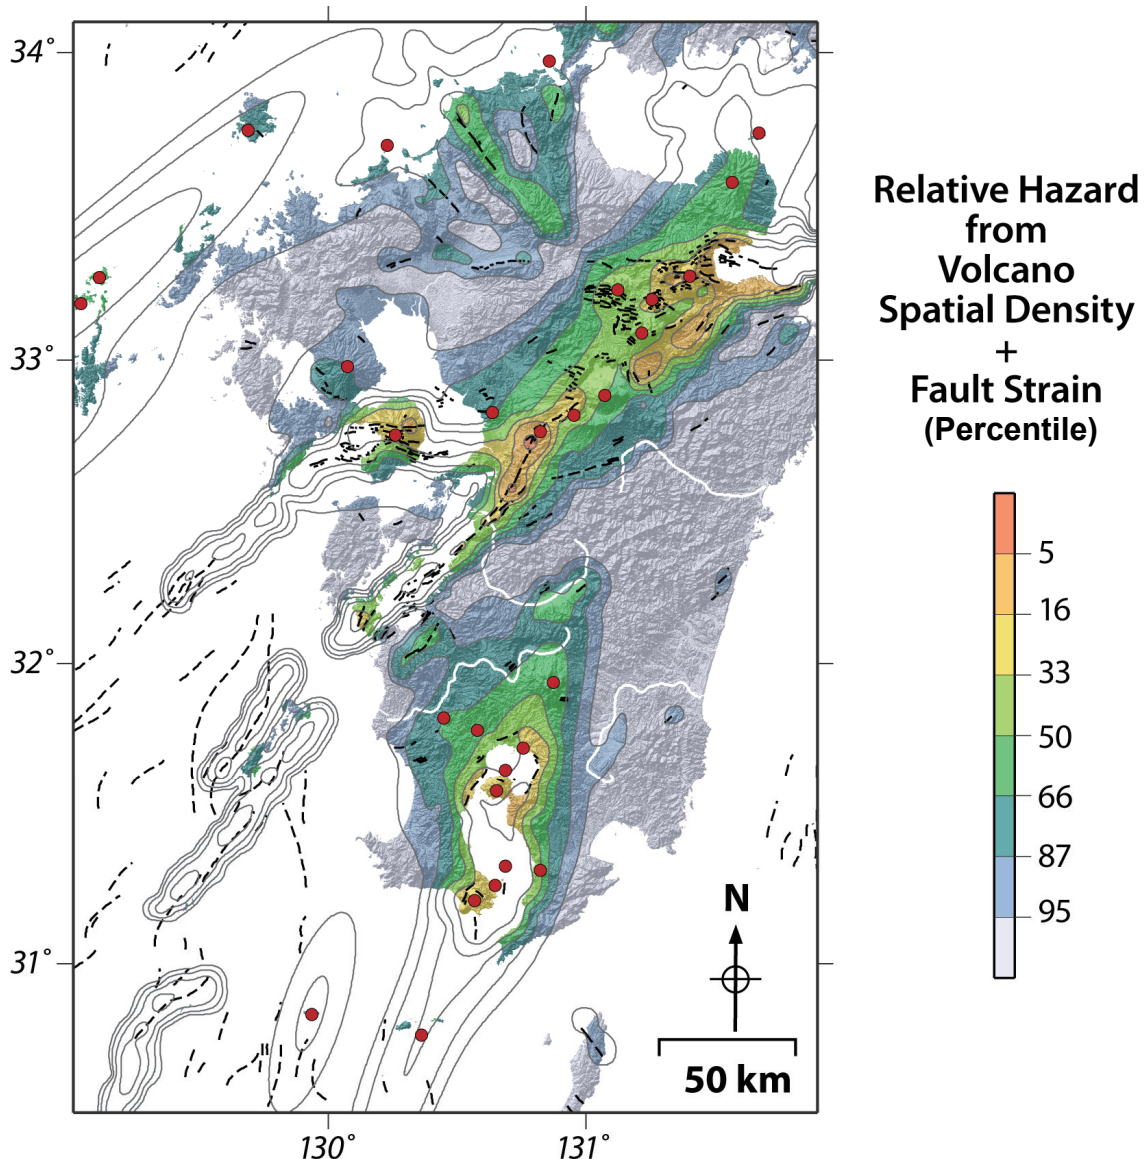 34°
33°
32°
31°
130°
131°
N
50 km
Relative Hazard
from
Volcano
Spatial Density
+
Fault Strain
(Percentile)
5
16
33
50
66
87
95